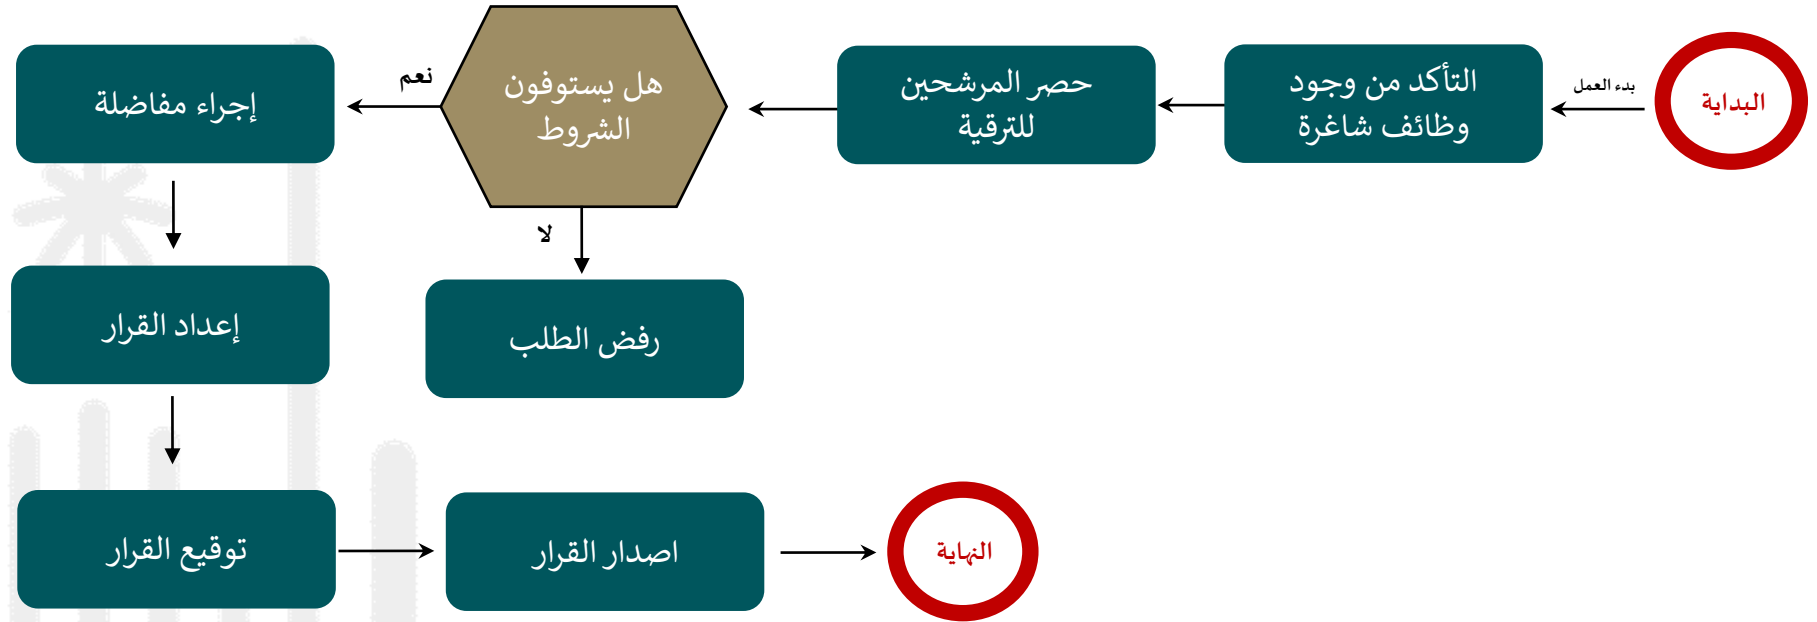 البداية
بدء العمل
التأكد من وجود
وظائف شاغرة
حصر المرشحين
للترقية
هل يستوفون
الشروط
نعم
إجراء مفاضلة
لا
رفض الطلب
إعداد القرار
توقيع القرار
اصدار القرار
النهاية